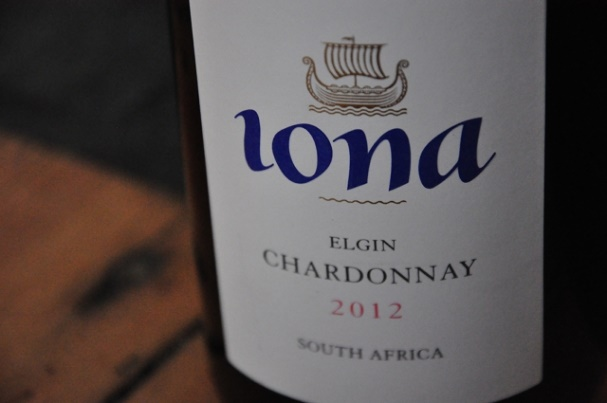 Iona
ELGIN
CHARDONNAY
2012
SOUTH AFRICA